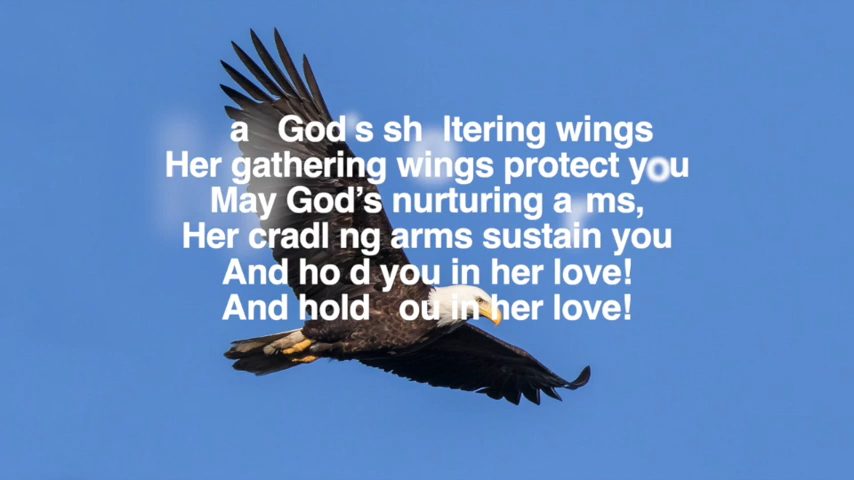 a God's sh ltering wings
Her gathering wings protect you
May God’s nurturing a ms,
Her cradl ng arms sustain you
And ho d you in her love!
And hold ou in her love!